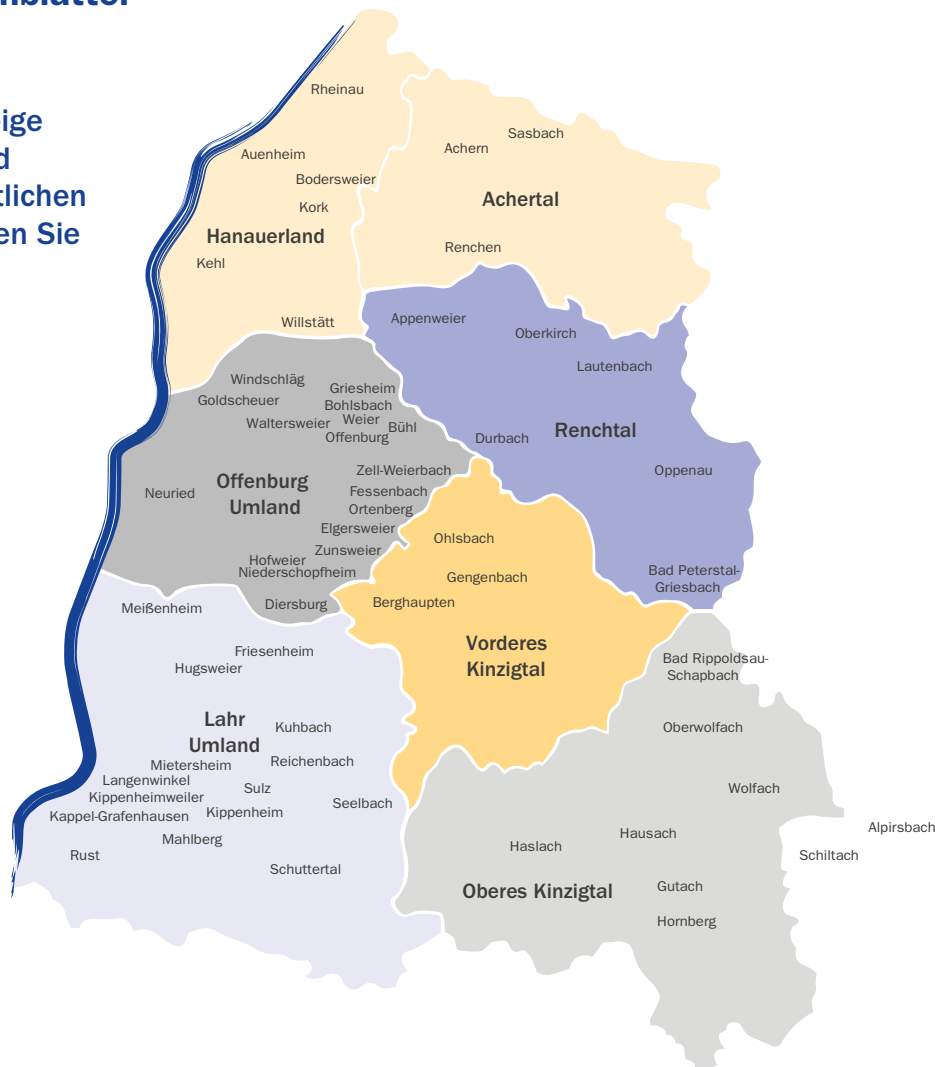 Rheinau
ige
Sasbach
Achern
d
Auenheim
Bodersweier
tlichen
Achertal
Kork
en Sie
Hanauerland
Renchen
Kehl
Appenweier
Willstätt
Oberkirch
Lautenbach
Windschläg
Griesheim
Goldscheuer
Bohlsbach
Waltersweier
Weier
Bühl
Offenburg
Durbach
Renchtal
Zell-Weierbach
Oppenau
Neuried
Offenburg
Umland
Fessenbach
Ortenberg
Elgersweier
Ohlsbach
Zunsweier
Hofweier
Niederschopfheim
Gengenbach
Bad Peterstal-
Griesbach
Meißenheim
Diersburg
Berghaupten
Vorderes
Kinzigtal
Friesenheim
Hugsweier
Bad Rippoldsau-
Schapbach
Lahr
Umland
Kuhbach
Oberwolfach
Mietersheim
Reichenbach
Langenwinkel
Kippenheimweiler
Sulz
Wolfach
Seelbach
Kappel-Grafenhausen
Kippenheim
Alpirsbach
Mahlberg
Hausach
Haslach
Rust
Schiltach
Schuttertal
Oberes Kinzigtal
Gutach
Hornberg